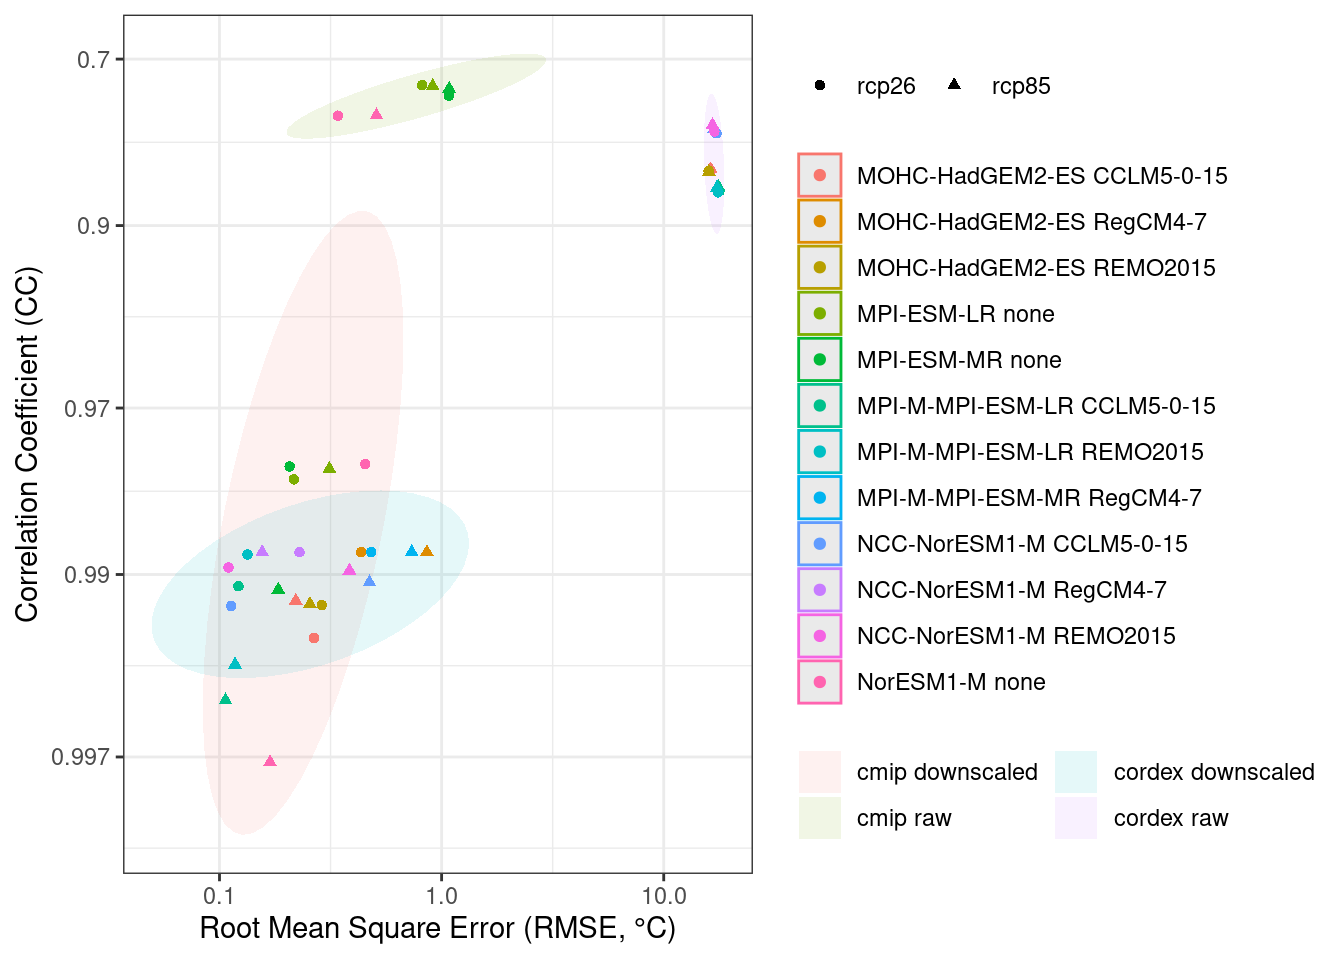 0.7
0.9
0.97
0.99
0.997
Correlation Coefficient (CC)
0.1
1.0
10.0
Root Mean Square Error (RMSE, °C)
rcp26
rcp85
MOHC-HadGEM2-ES CCLM5-0-15
MOHC-HadGEM2-ES RegCM4-7
MOHC-HadGEM2-ES REMO2015
MPI-ESM-LR none
MPI-ESM-MR none
MPI-M-MPI-ESM-LR CCLM5-0-15
MPI-M-MPI-ESM-LR REMO2015
MPI-M-MPI-ESM-MR RegCM4-7
NCC-NorESM1-M CCLM5-0-15
NCC-NorESM1-M RegCM4-7
NCC-NorESM1-M REMO2015
NorESM1-M none
cmip downscaled
cordex downscaled
cmip raw
cordex raw